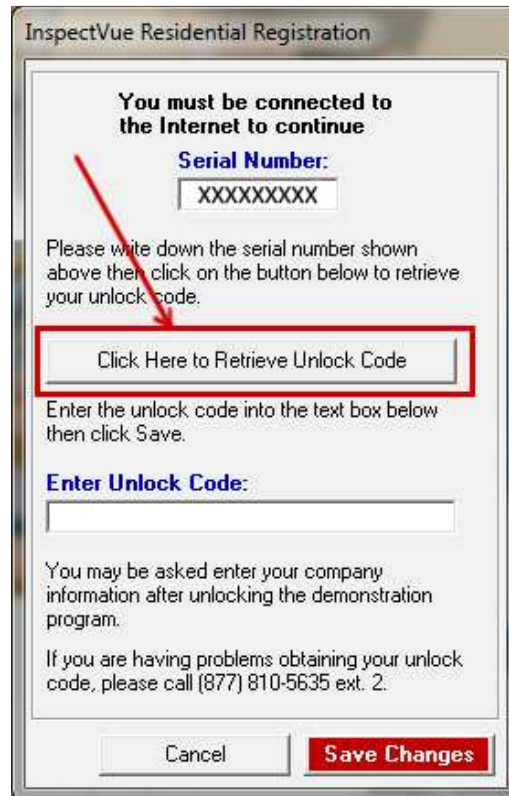 InspectVue Residential Registration
You must be connected to
the Internet to continue
Serial Number:
XXXXXXXXX
Please write down the serial number shown
above then click on the button below to retrieve
your unlock code.
Click Here to Retrieve Unlock Code
Enter the unlock code into the text box below
then click Save.
Enter Unlock Code:
You may be asked enter your company
information after unlocking the demonstration
program.
If you are having problems obtaining your unlock
code, please call (877) 810-5635 ext. 2.
Cancel
Save Changes